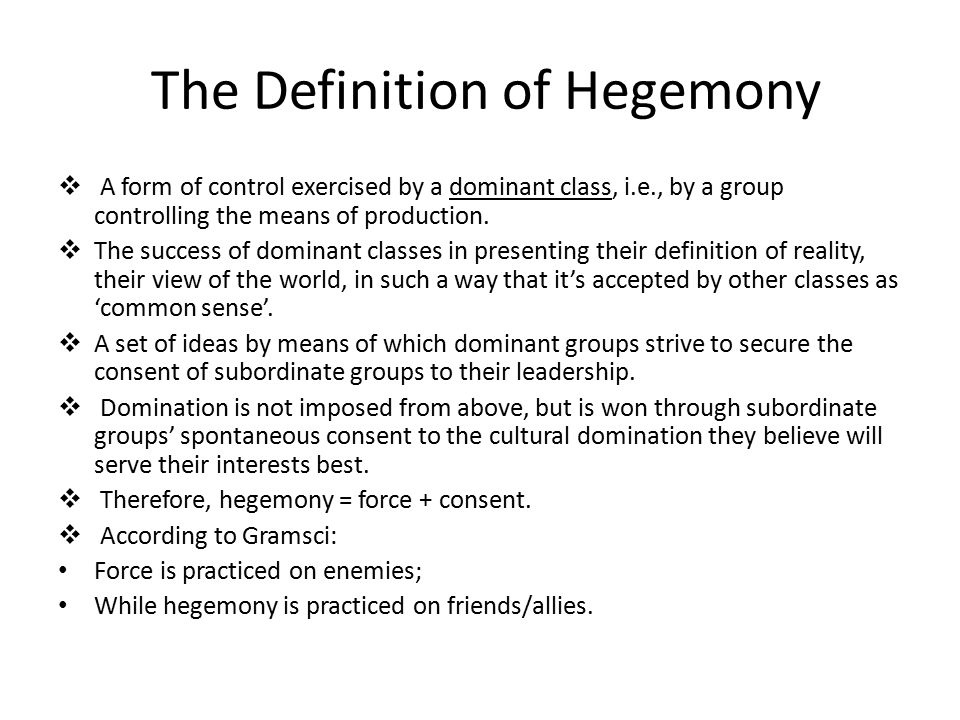 The Definition of Hegemony
❖ A form of control exercised by a dominant class, i.e., by a group
controlling the means of production.
❖ The success of dominant classes in presenting their definition of reality,
their view of the world, in such a way that it’s accepted by other classes as
‘common sense’.
❖ A set of ideas by means of which dominant groups strive to secure the
consent of subordinate groups to their leadership.
❖ Domination is not imposed from above, but is won through subordinate
groups’ spontaneous consent to the cultural domination they believe will
serve their interests best.
❖ Therefore, hegemony = force + consent.
❖ According to Gramsci:
• Force is practiced on enemies;
• While hegemony is practiced on friends/allies.